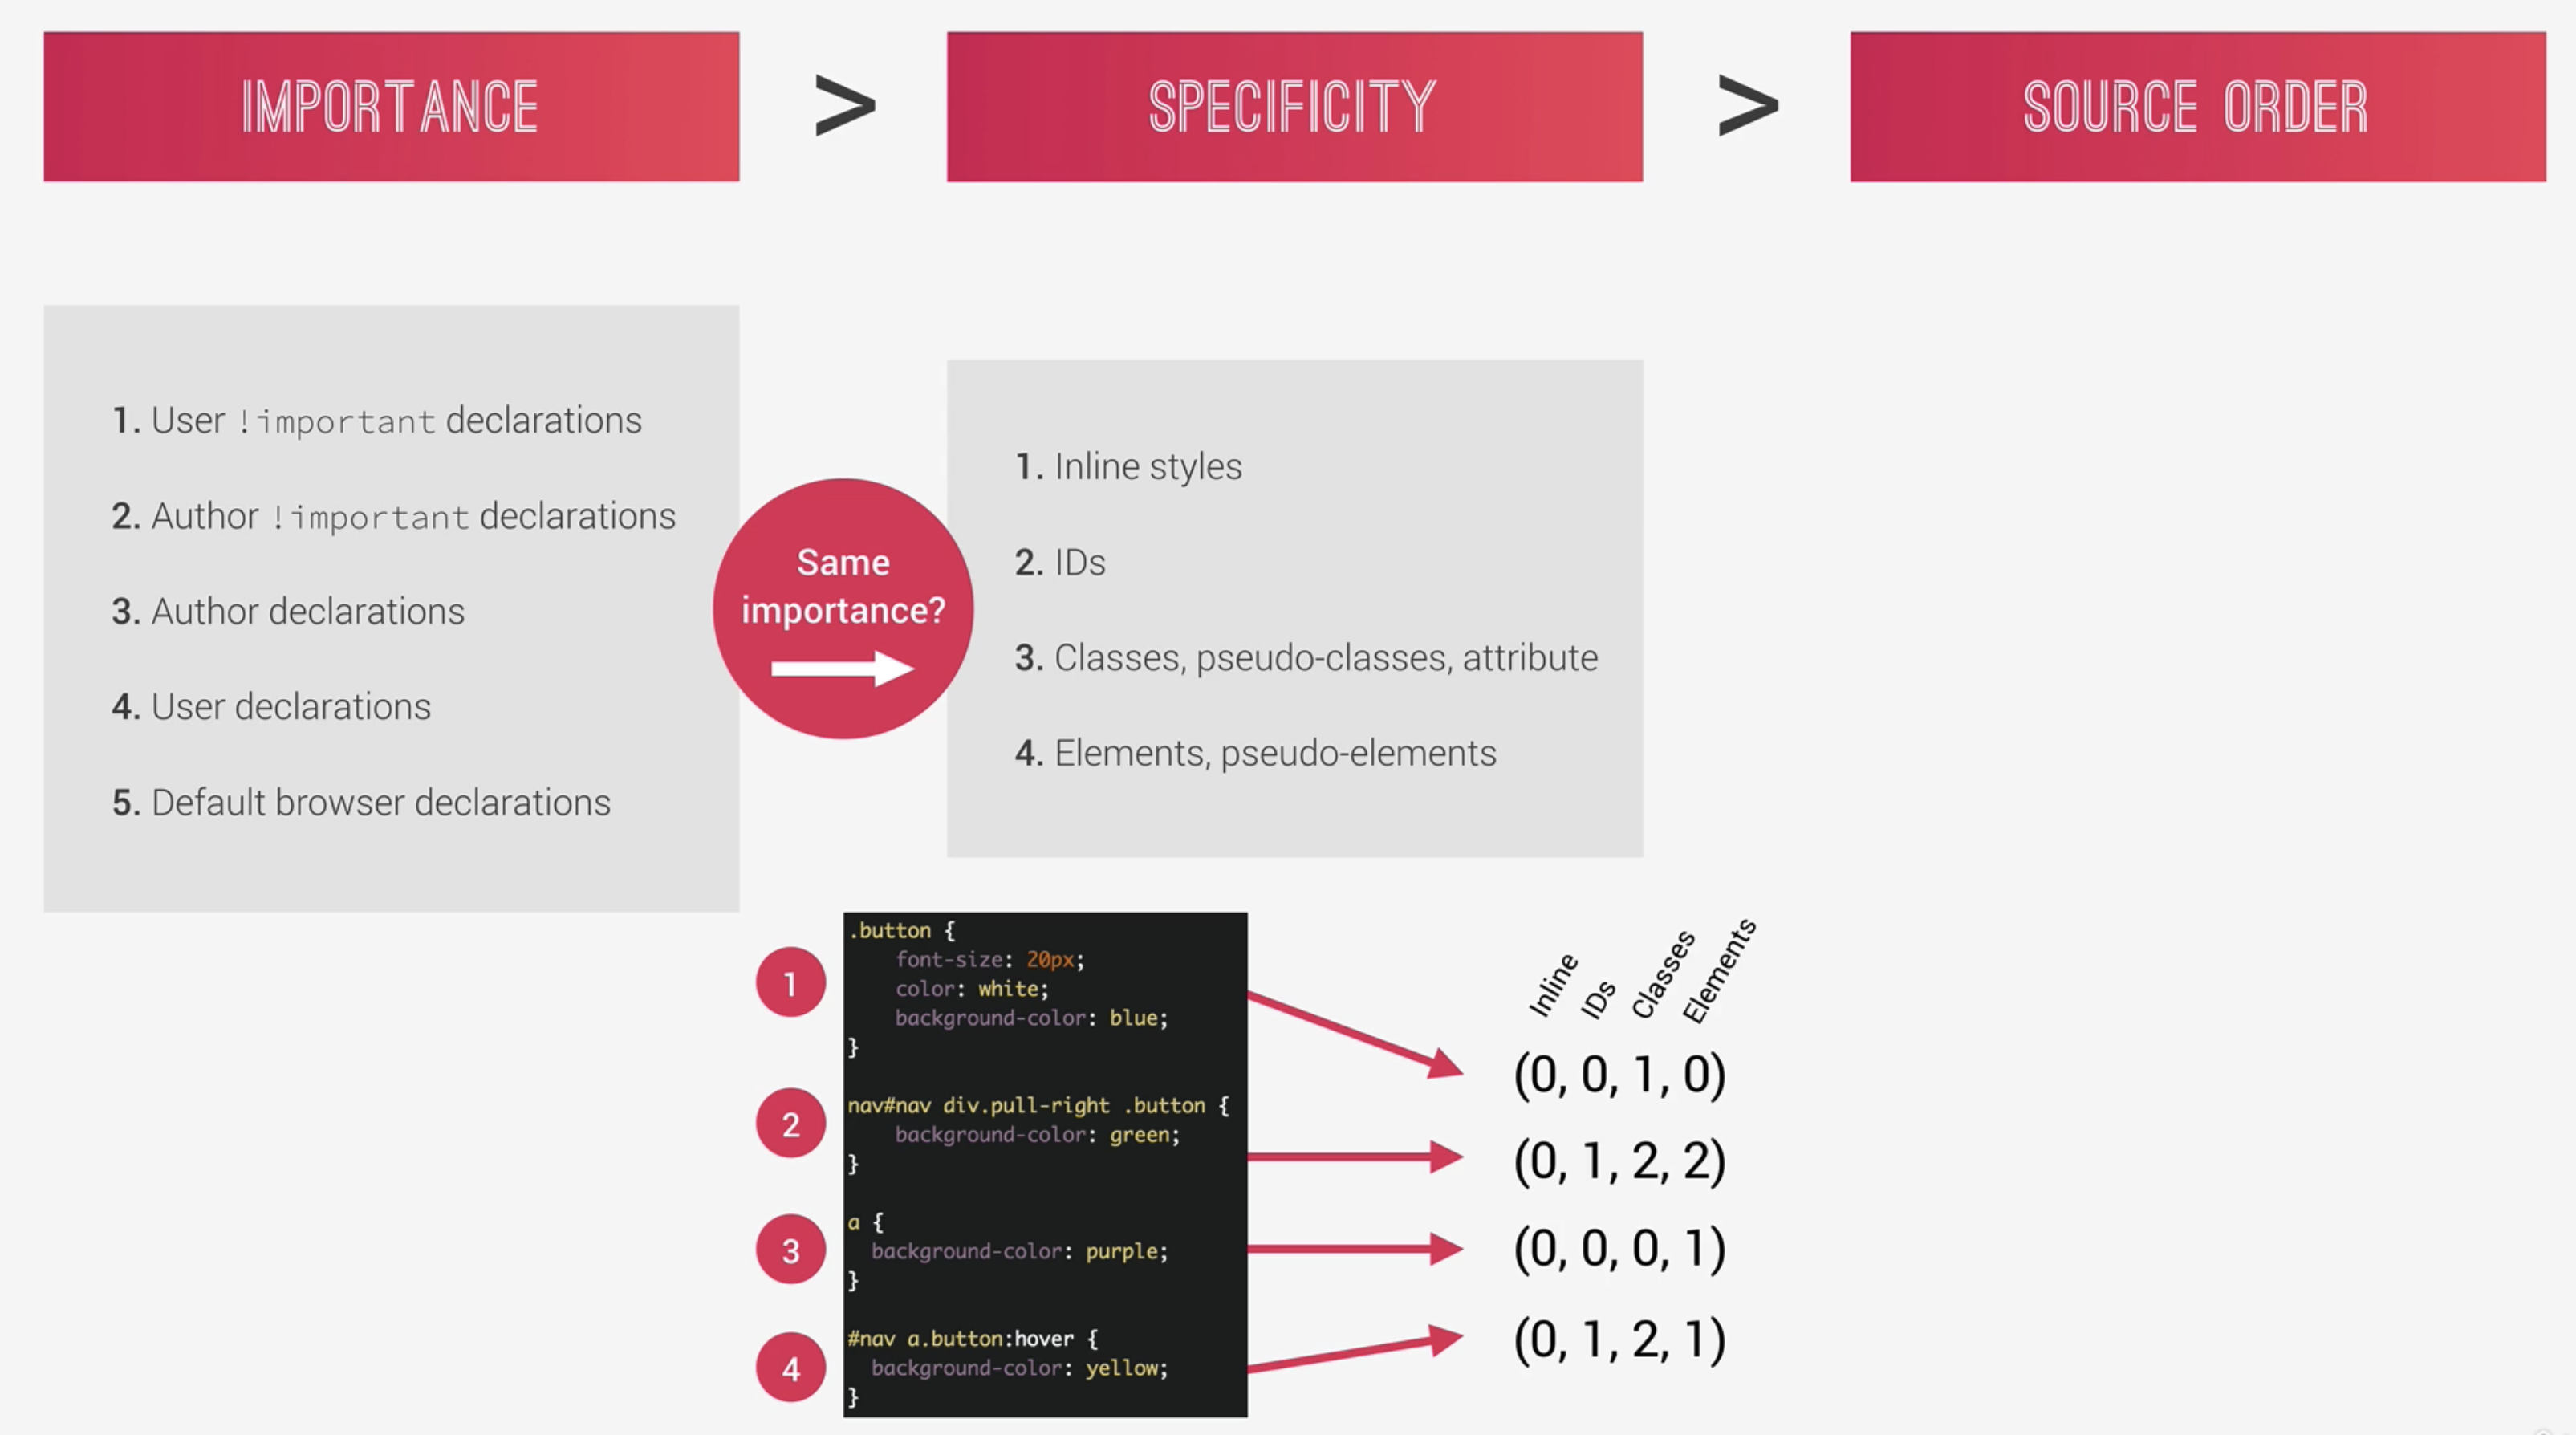 IMPORTANCE
>
SPECIFICITY
>
SOURCE ORDER
1. User !important declarations
2. Author !important declarations
3. Author declarations
4. User declarations
5. Default browser declarations
Same
importance?
1. Inline styles
2. IDs
3. Classes, pseudo-classes, attribute
4. Elements, pseudo-elements
1
.button {
    font-size: 20px;
    color: white;
    background-color: blue;
}
2
nav#nav div.pull-right .button {
    background-color: green;
}
3
a {
  background-color: purple;
}
4
#nav a.button:hover {
  background-color: yellow;
}
Inline
IDs
Classes
Elements
(0, 0, 1, 0)
(0, 1, 2, 2)
(0, 0, 0, 1)
(0, 1, 2, 1)